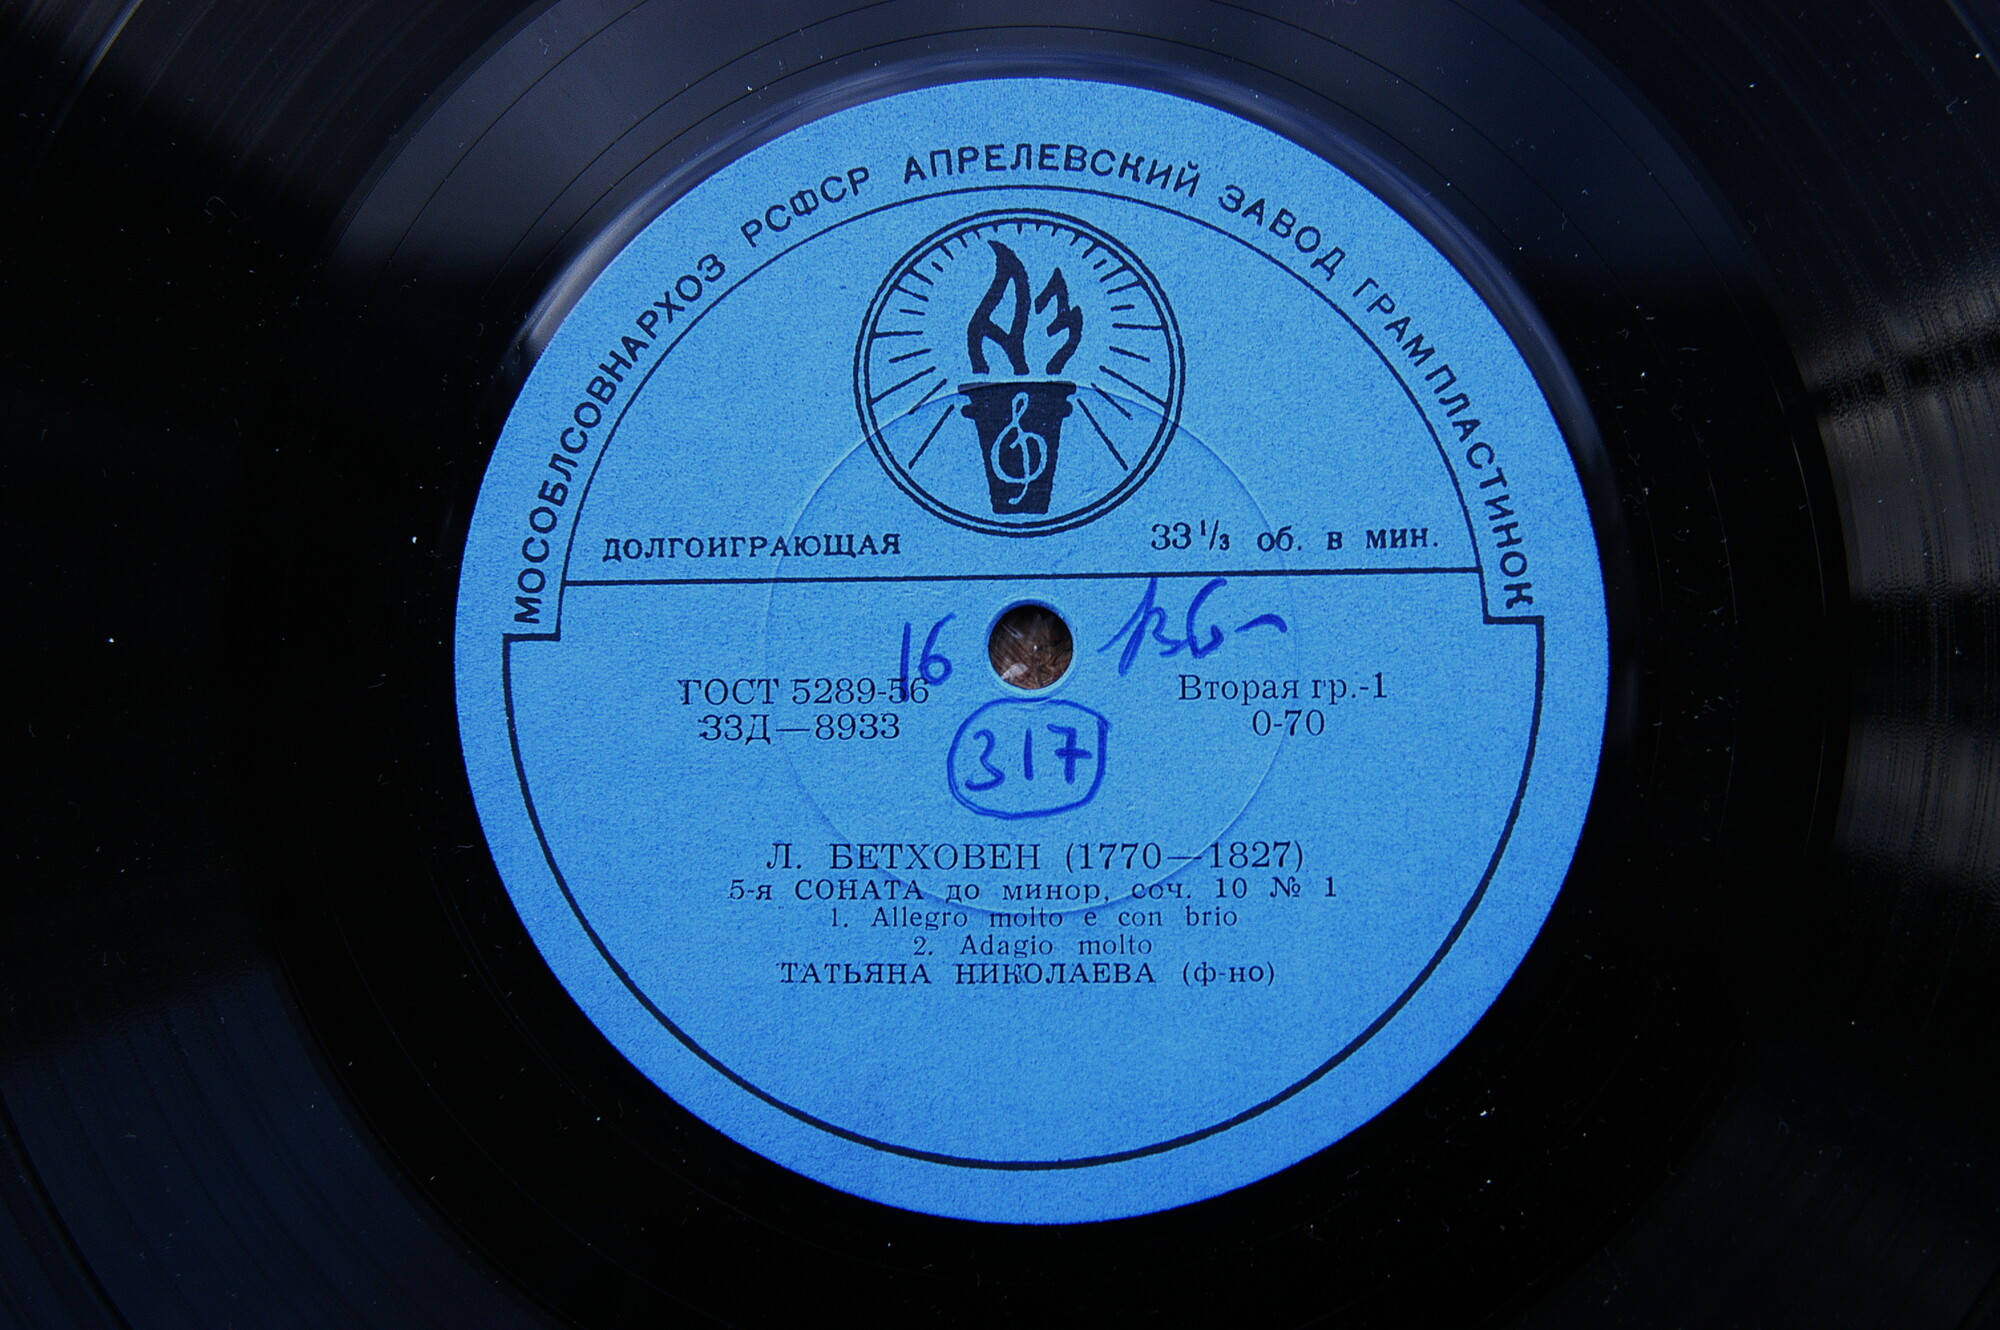 МОСОБЛСОВНАРХОЗ РСФСР АПРЕЛЕВСКИЙ ЗАВОД ГРАМПЛАСТИНОК
АЗ
ДОЛГОИГРАЮЩАЯ 33 1/3 об. в мин.
16
ГОСТ 5289-56 Вторая гр.-1
33Д—8933 0-70
317
Л. БЕТХОВЕН (1770—1827)
5-я СОНАТА до минор, соч. 10 № 1
1. Allegro molto e con brio
2. Adagio molto
ТАТЬЯНА НИКОЛАЕВА (ф-но)